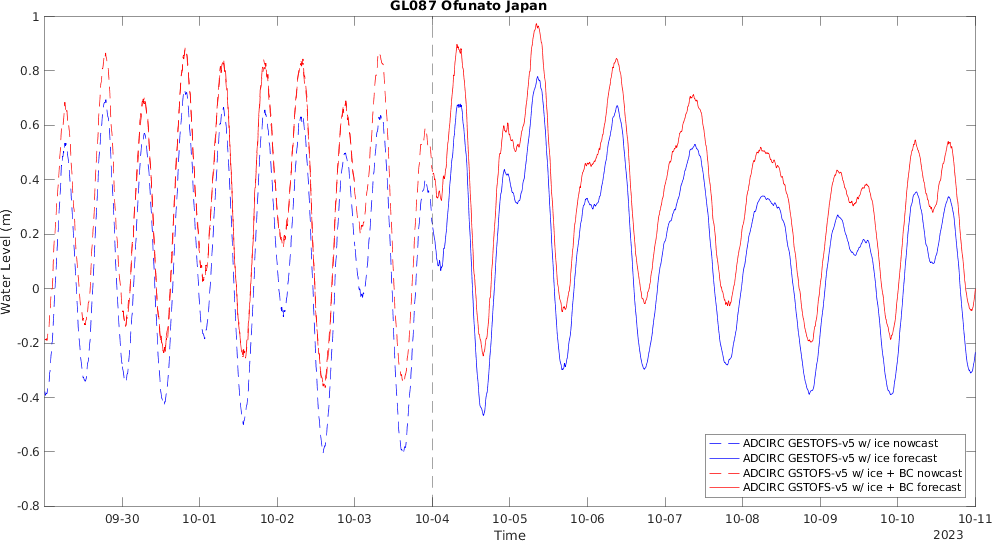 GL087 Ofunato Japan
1
0.8
0.6
0.4
0.2
0
-0.2
-0.4
-0.6
-0.8
Water Level (m)
ADCIRC GESTOFS-v5 w/ ice nowcast
ADCIRC GESTOFS-v5 w/ ice forecast
ADCIRC GSTOFS-v5 w/ ice + BC nowcast
ADCIRC GSTOFS-v5 w/ ice + BC forecast
09-30 10-01 10-02 10-03 10-04 10-05 10-06 10-07 10-08 10-09 10-10 10-11
Time
2023